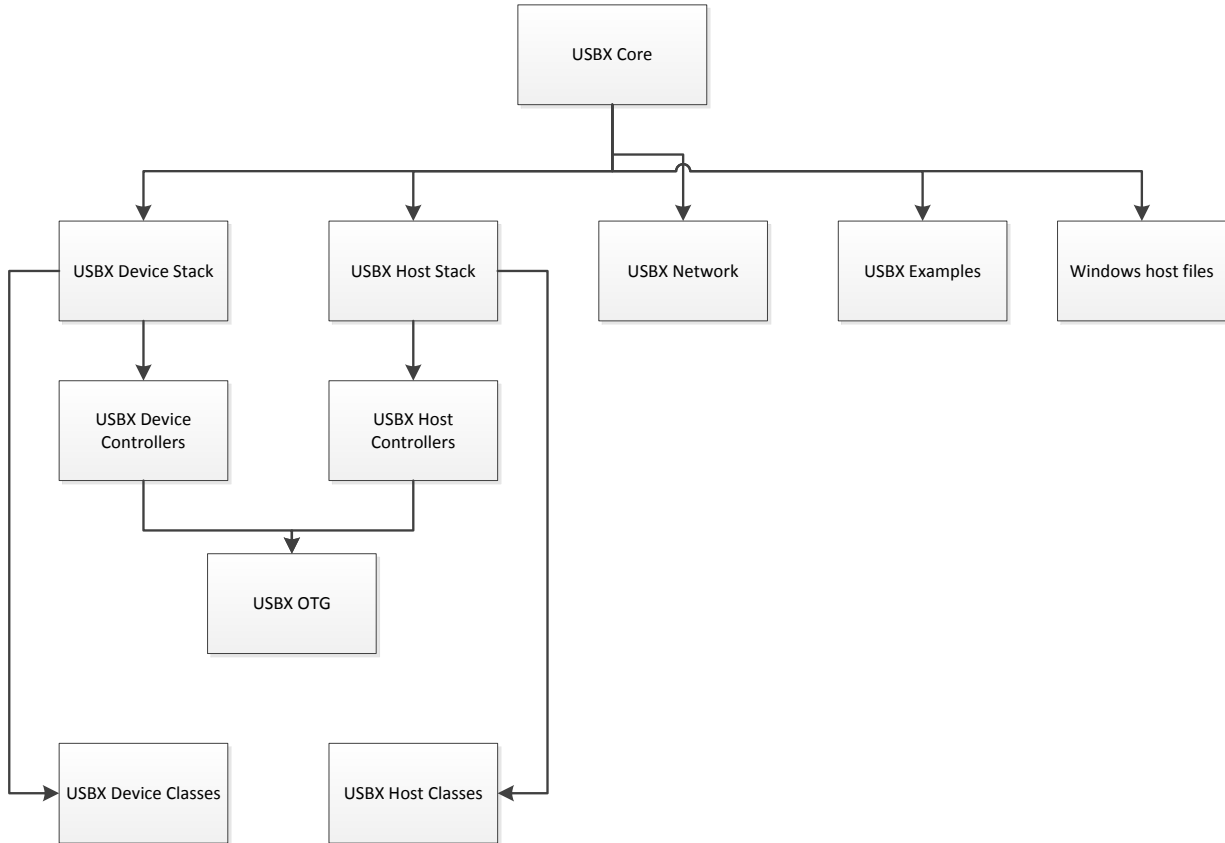 USBX Core
USBX Device Stack
USBX Host Stack
USBX Network
USBX Examples
Windows host files
USBX Device
Controllers
USBX Host
Controllers
USBX OTG
USBX Device Classes
USBX Host Classes